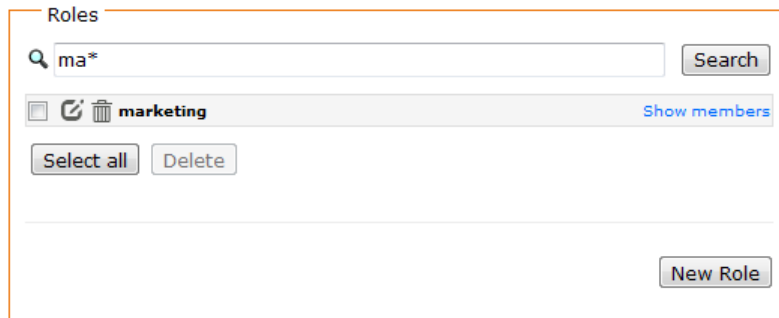 Roles
ma* Search
marketing Show members
Select all Delete
New Role